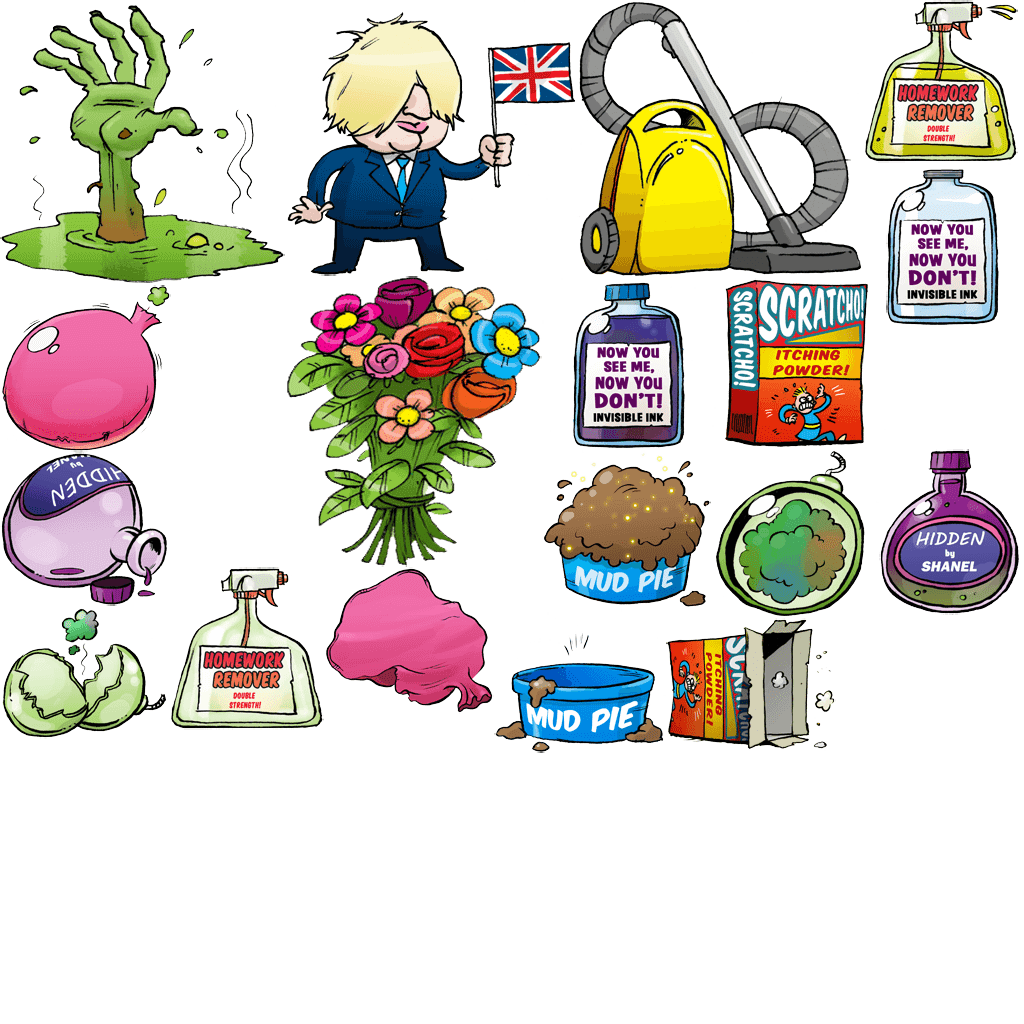 HOMEWORK
REMOVER
DOUBLE
STRENGTH!
NOW YOU
SEE ME,
NOW YOU
DON'T!
INVISIBLE INK
NOW YOU
SEE ME,
NOW YOU
DON'T!
INVISIBLE INK
SCRATCHO!
SCRATCHO!
ITCHING
POWDER!
HIDDEN
by
SHANEL
MUD PIE
HIDDEN
by
SHANEL
HOMEWORK
REMOVER
DOUBLE
STRENGTH!
MUD PIE
ITCHING
POWDER!